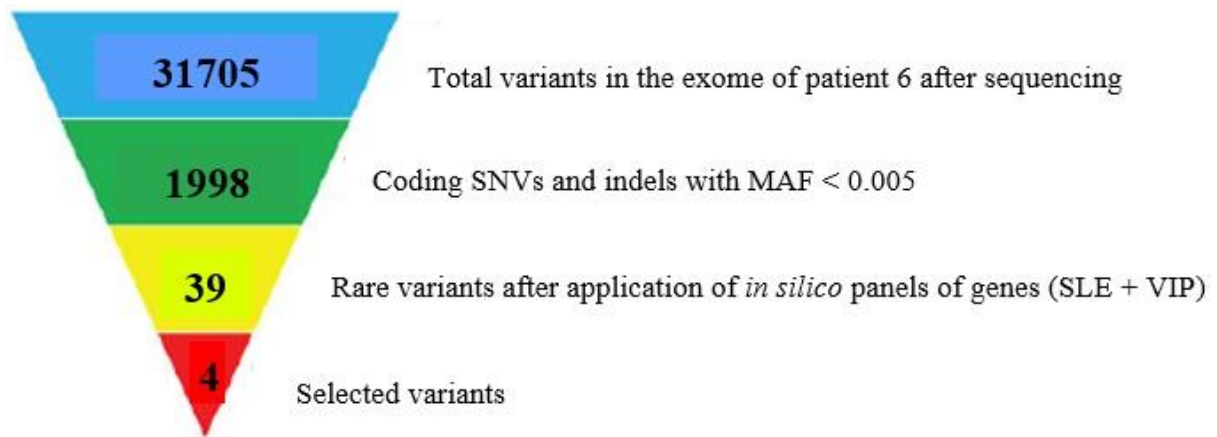 31705 Total variants in the exome of patient 6 after sequencing
1998 Coding SNVs and indels with MAF < 0.005
39 Rare variants after application of in silico panels of genes (SLE + VIP)
4 Selected variants